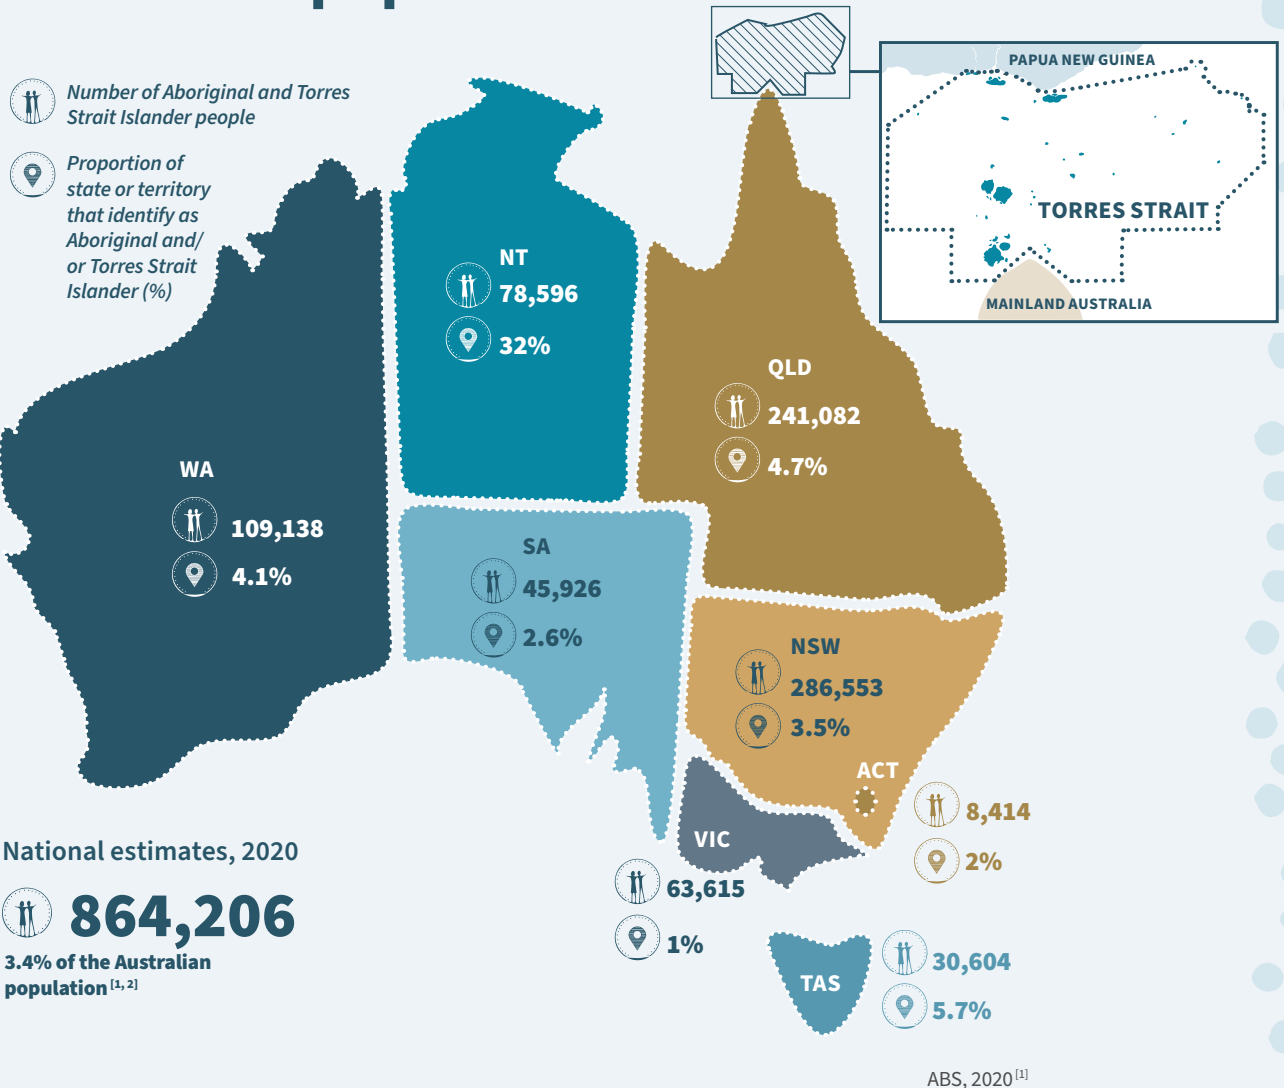 Number of Aboriginal and Torres
Strait Islander people
Proportion of
state or territory
that identify as
Aboriginal and/
or Torres Strait
Islander (%)
PAPUA NEW GUINEA
TORRES STRAIT
MAINLAND AUSTRALIA
NT
78,596
32%
QLD
241,082
4.7%
WA
109,138
4.1%
SA
45,926
2.6%
NSW
286,553
3.5%
ACT
8,414
2%
VIC
63,615
1%
TAS
30,604
5.7%
National estimates, 2020
864,206
3.4% of the Australian
population [1, 2]
ABS, 2020 [1]